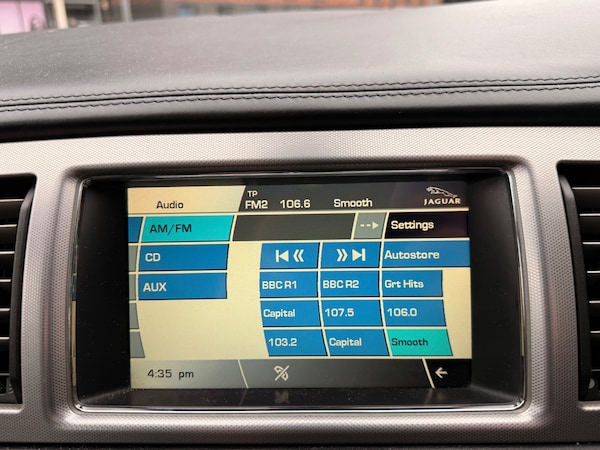 Audio
TP
FM2 106.6 Smooth
JAGUAR
AM/FM
Settings
CD
Autostore
AUX
BBC R1 BBC R2 Grt Hits
Capital 107.5 106.0
103.2 Capital Smooth
4:35 pm